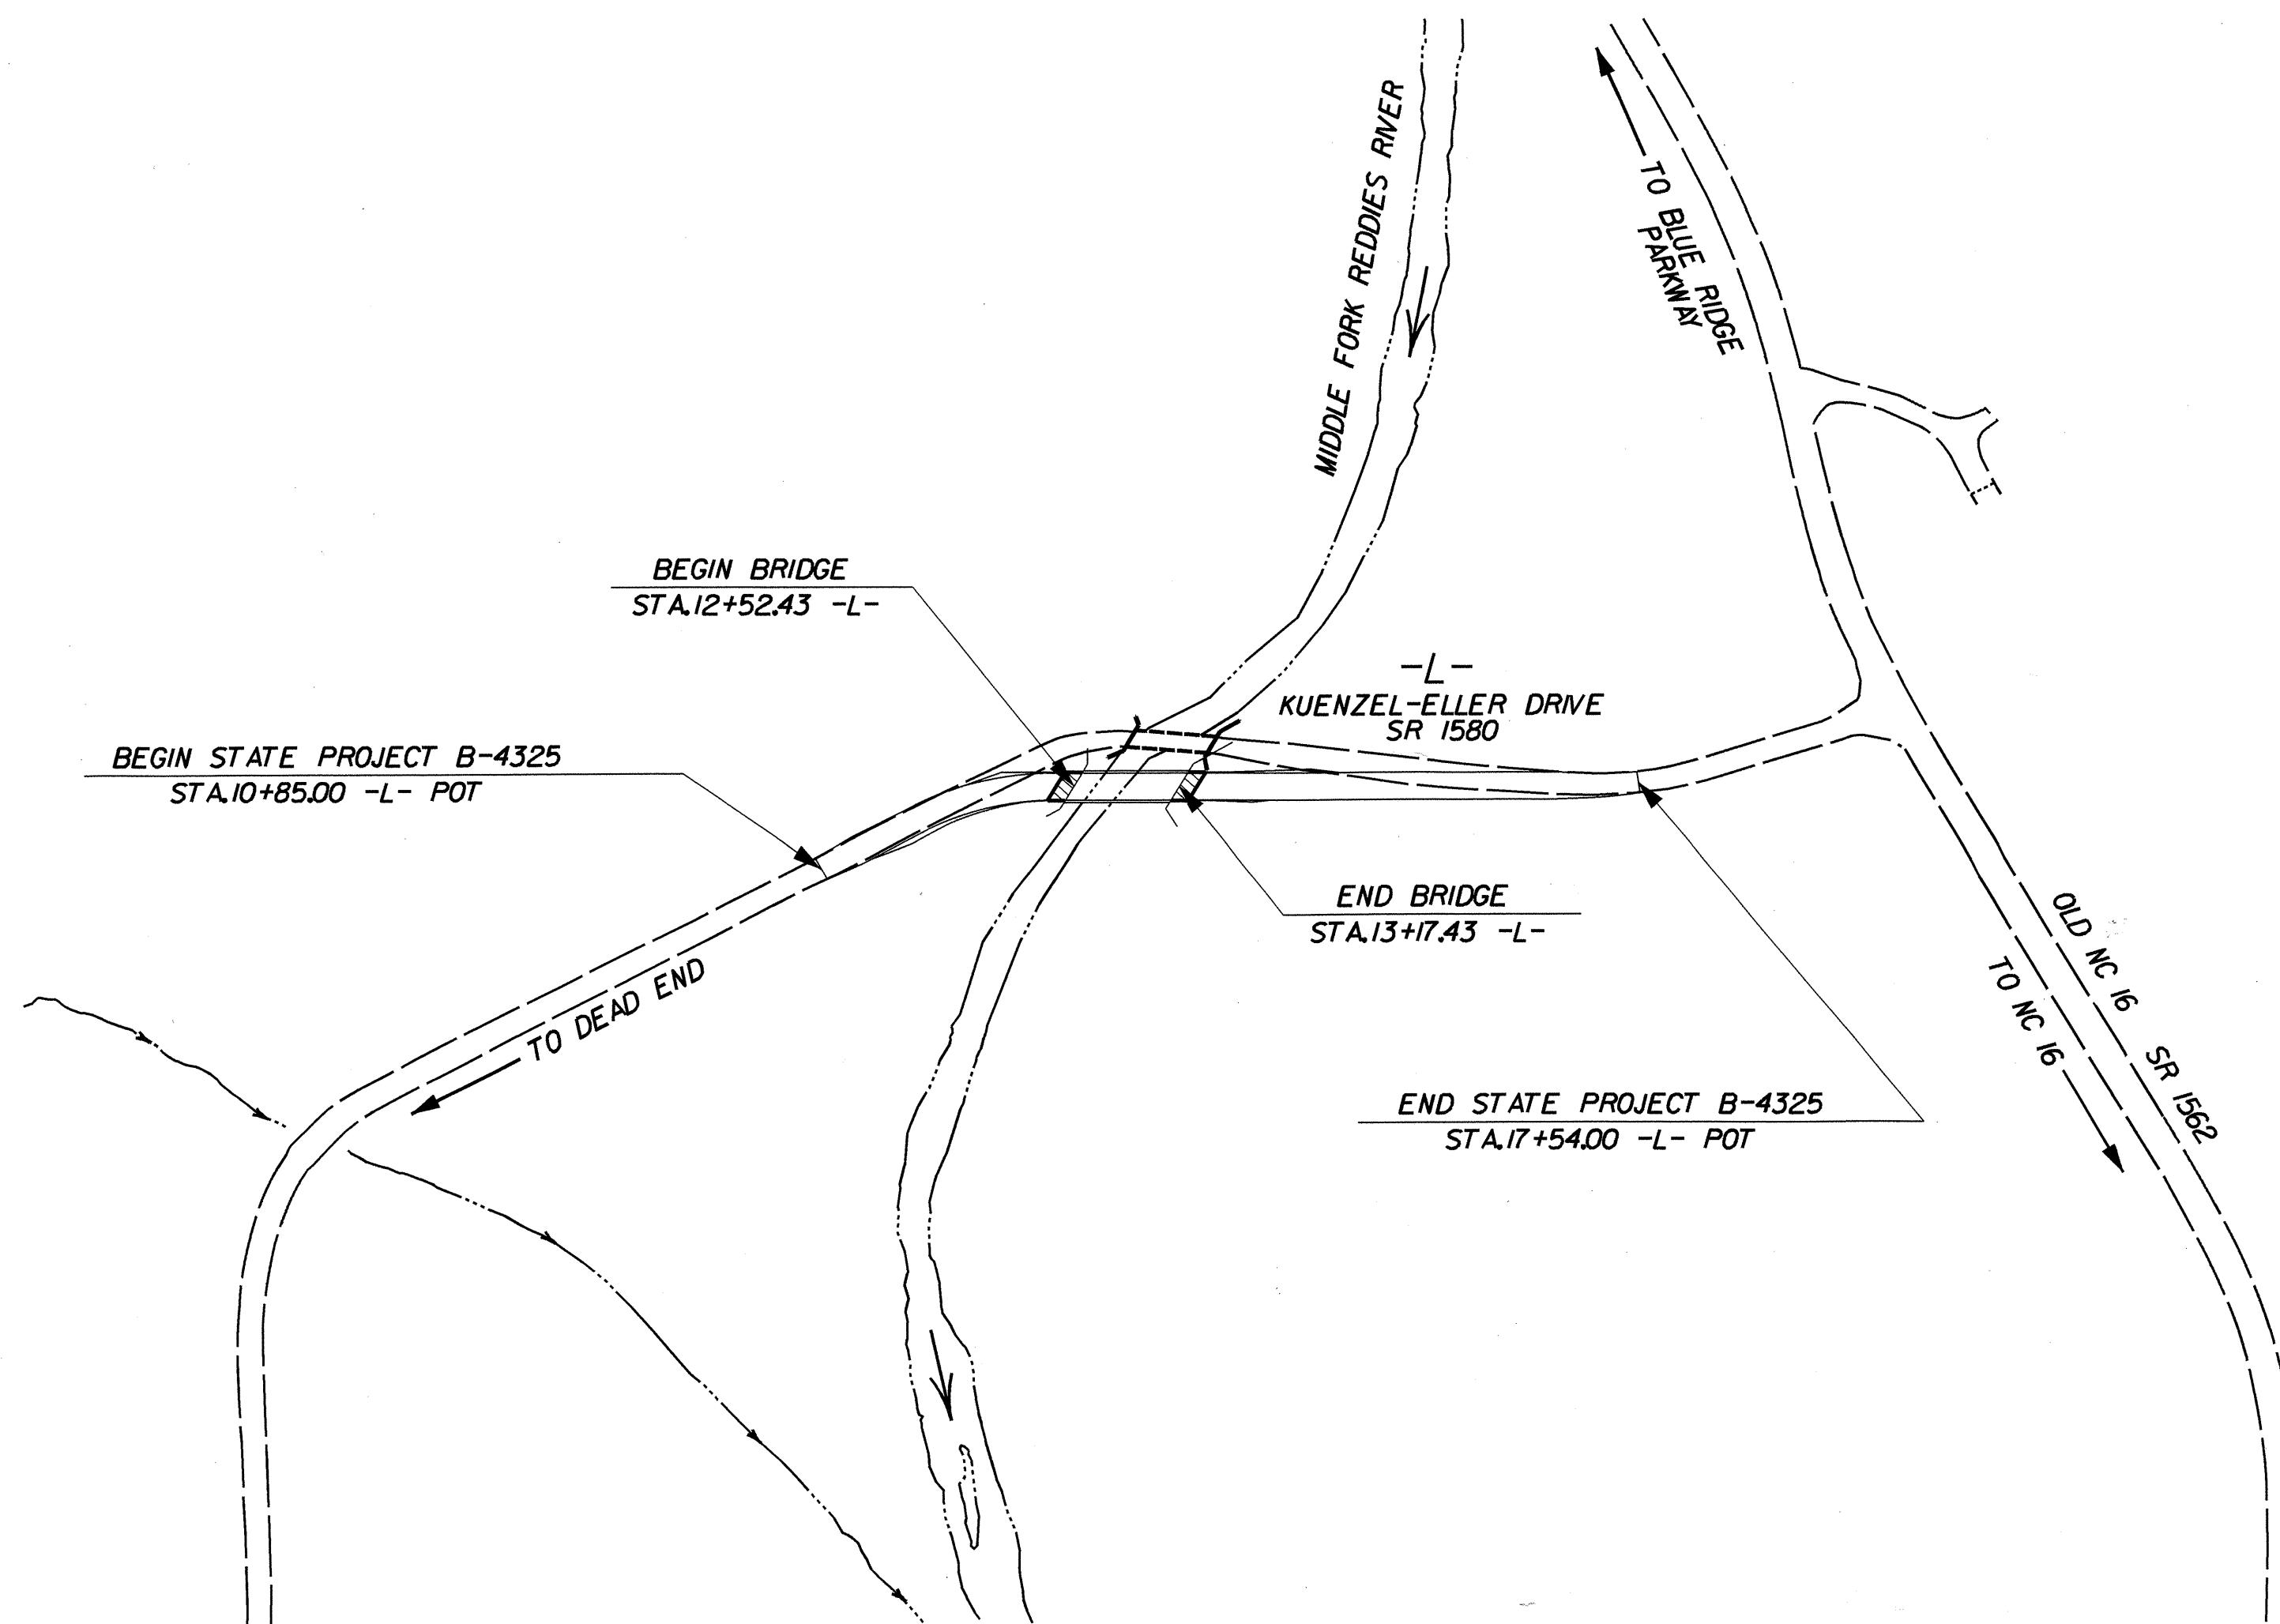 MIDDLE FORK REDDIES RIVER
TO BLUE RIDGE
PARKWAY
BEGIN BRIDGE
STA.12+52.43 -L-
-L-
KUENZEL-ELLER DRIVE
SR 1580
BEGIN STATE PROJECT B-4325
STA.10+85.00 -L- POT
END BRIDGE
STA.13+17.43 -L-
OLD NC 16 SR 1562
TO NC 16
TO DEAD END
END STATE PROJECT B-4325
STA.17+54.00 -L- POT